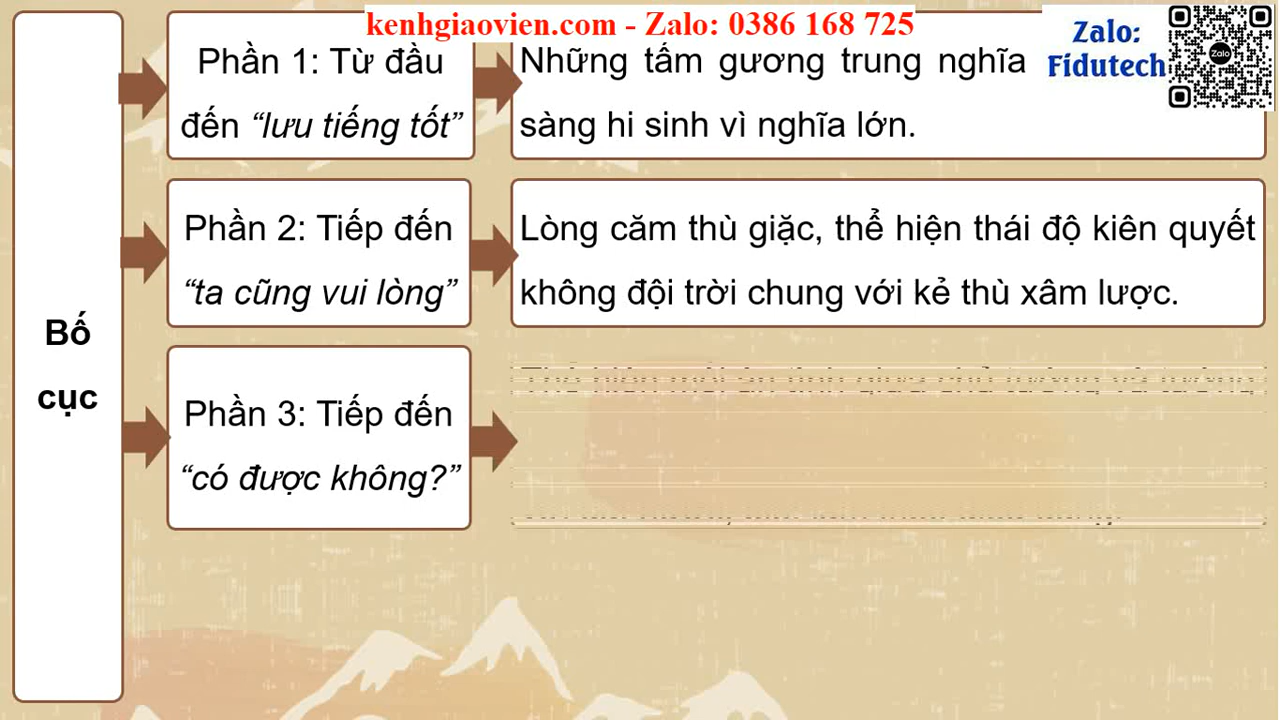 kenhgiaovien.com - Zalo: 0386 168 725
Zalo:
Fidutech
Zalo
Bố
cục
Phần 1: Từ đầu
đến “lưu tiếng tốt”
Những tấm gương trung nghĩa
sàng hi sinh vì nghĩa lớn.
Phần 2: Tiếp đến
“ta cũng vui lòng”
Lòng căm thù giặc, thể hiện thái độ kiên quyết
không đội trời chung với kẻ thù xâm lược.
Phần 3: Tiếp đến
“có được không?”